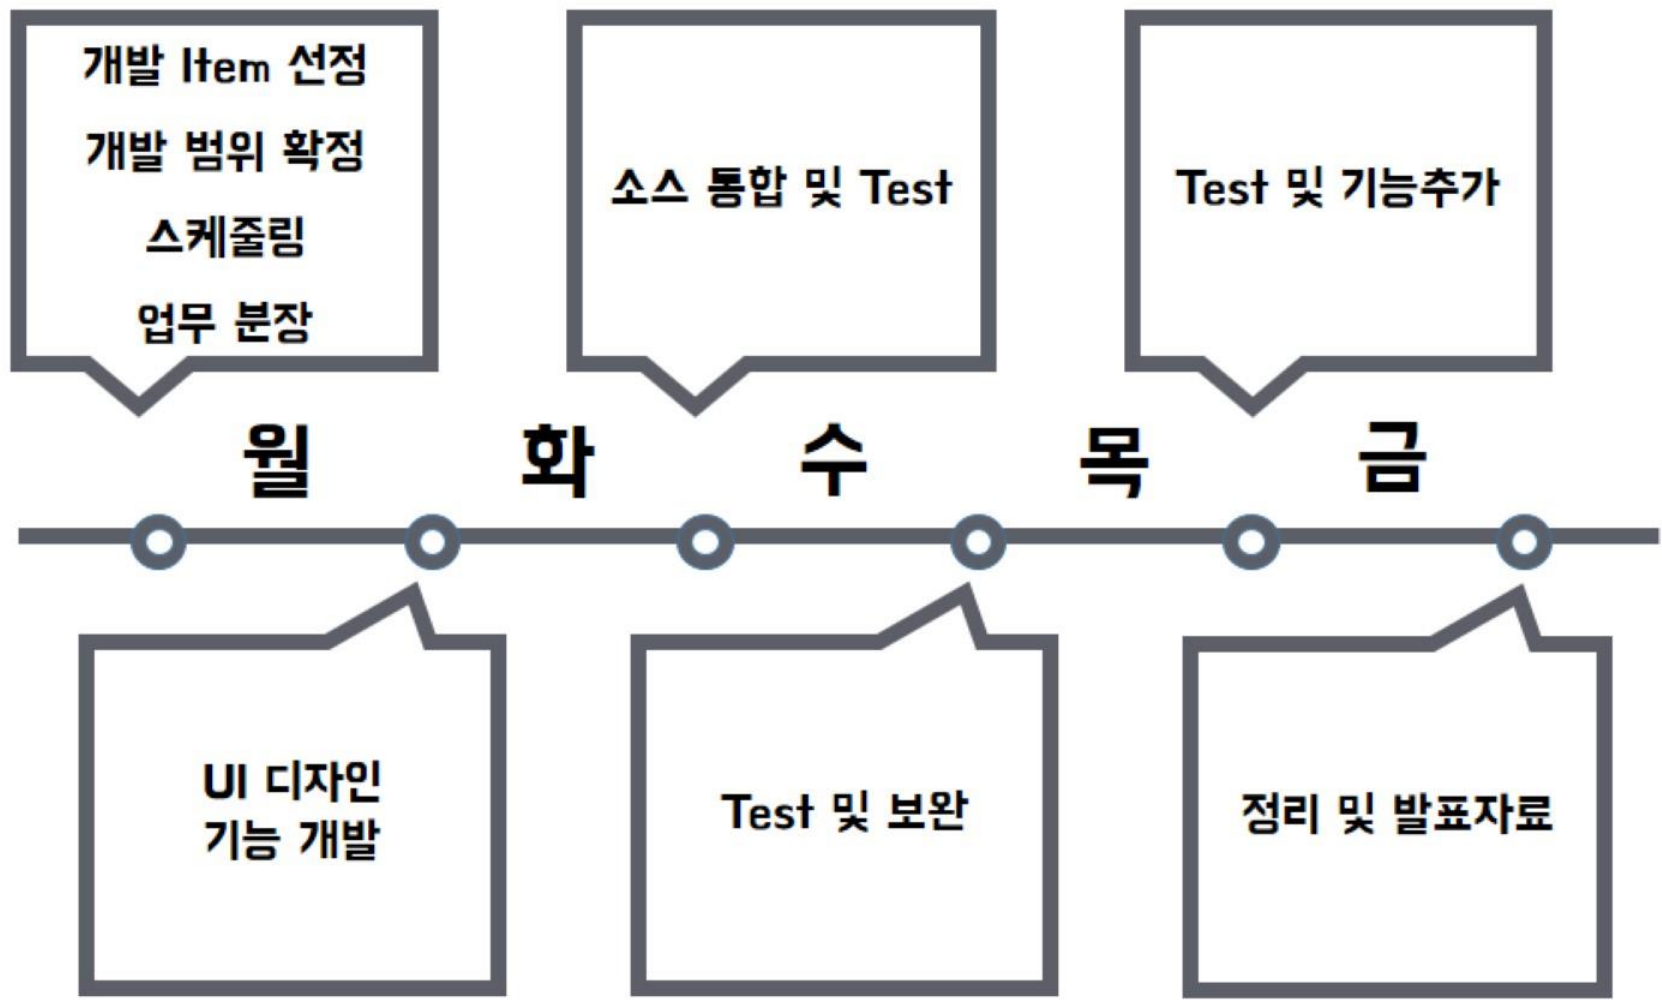 개발 Item 선정
개발 범위 확정
스케줄링
업무 분장
소스 통합 및 Test
Test 및 기능추가
월 화 수 목 금
UI 디자인
기능 개발
Test 및 보완
정리 및 발표자료